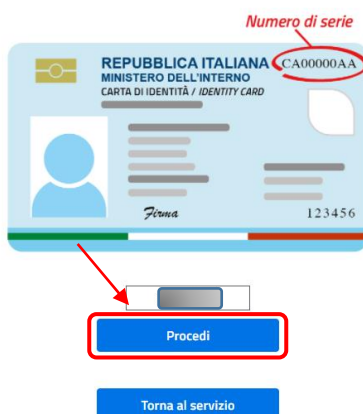 Numero di serie
REPUBBLICA ITALIANA CA00000AA
MINISTERO DELL'INTERNO
CARTA DI IDENTITÀ / IDENTITY CARD
Firma 123456
Procedi
Torna al servizio